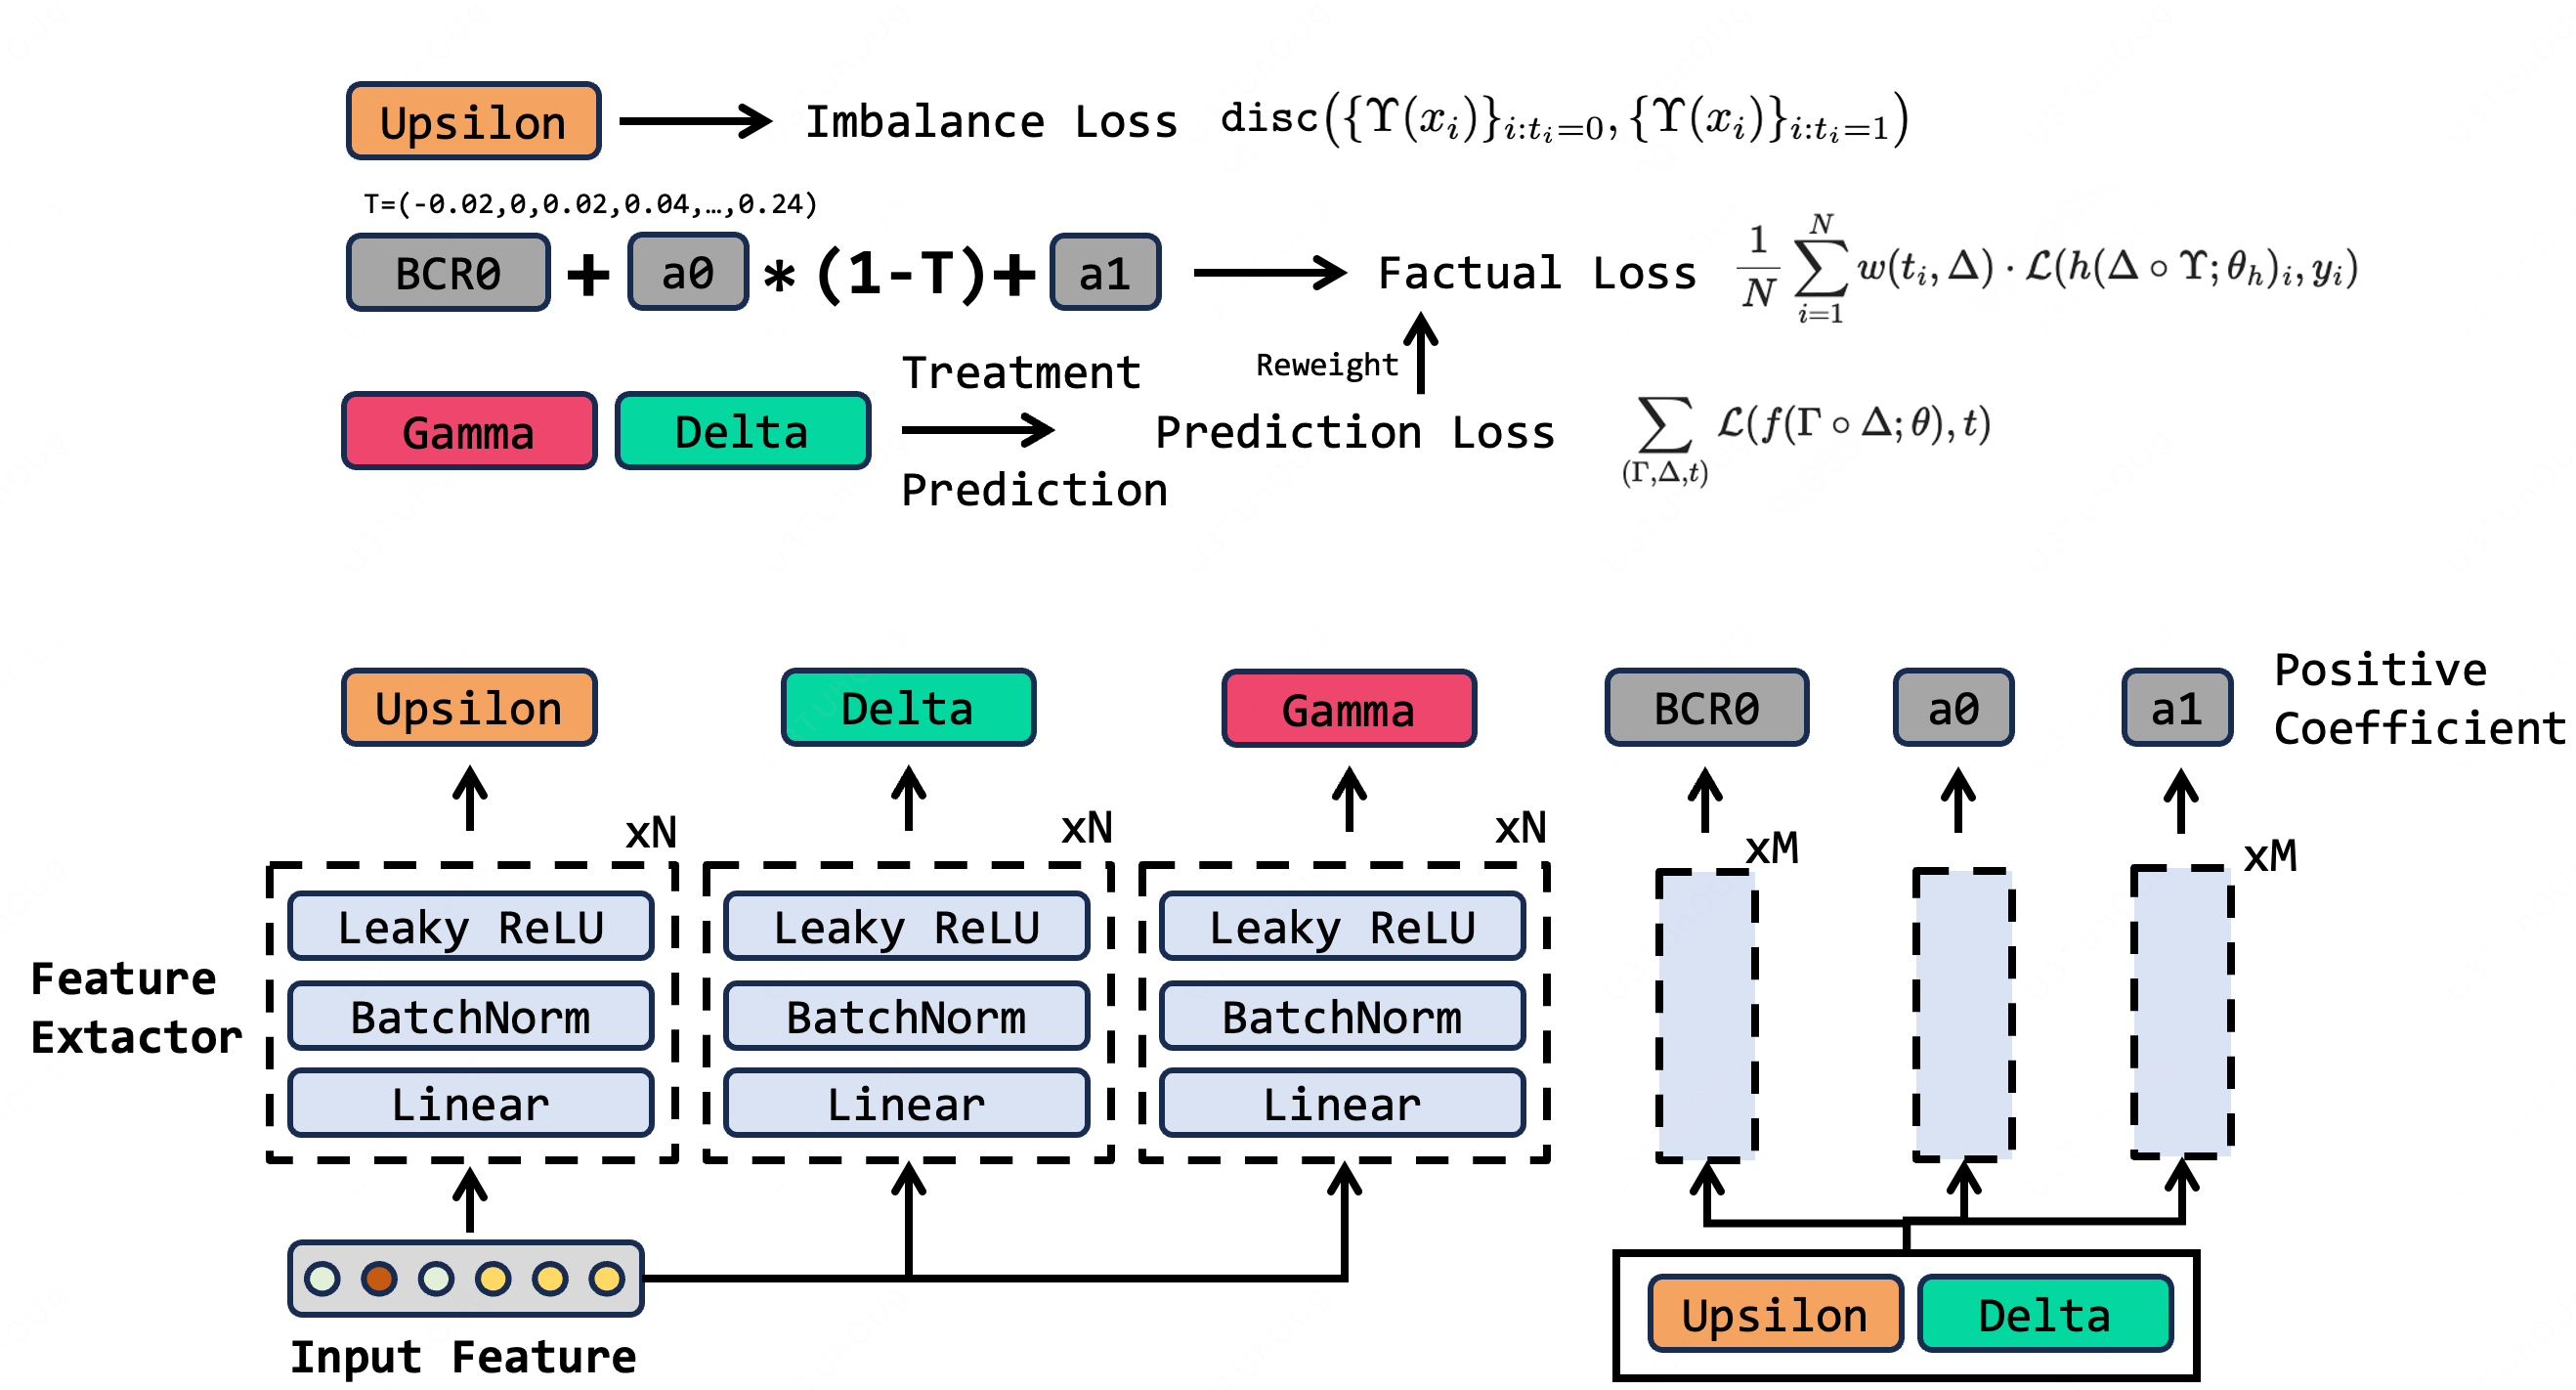 Upsilon Imbalance Loss disc({ϒ(x_i)}_{i:t_i=0}, {ϒ(x_i)}_{i:t_i=1})
T=(-0.02,0,0.02,0.04,…,0.24)
BCR0 + a0 *(1-T)+ a1 Factual Loss \frac{1}{N} \sum_{i=1}^{N} w(t_i, Δ) · ℒ(h(Δ ∘ ϒ; θ_h)_i, y_i)
Reweight
Treatment
Gamma Delta Prediction Loss \sum_{(Γ,Δ,t)} ℒ(f(Γ ∘ Δ; θ), t)
Prediction
Upsilon Delta Gamma BCR0 a0 a1 Positive
Coefficient
xN xN xN xM xM
Leaky ReLU Leaky ReLU Leaky ReLU
Feature
Extactor
BatchNorm BatchNorm BatchNorm
Linear Linear Linear
Upsilon Delta
Input Feature